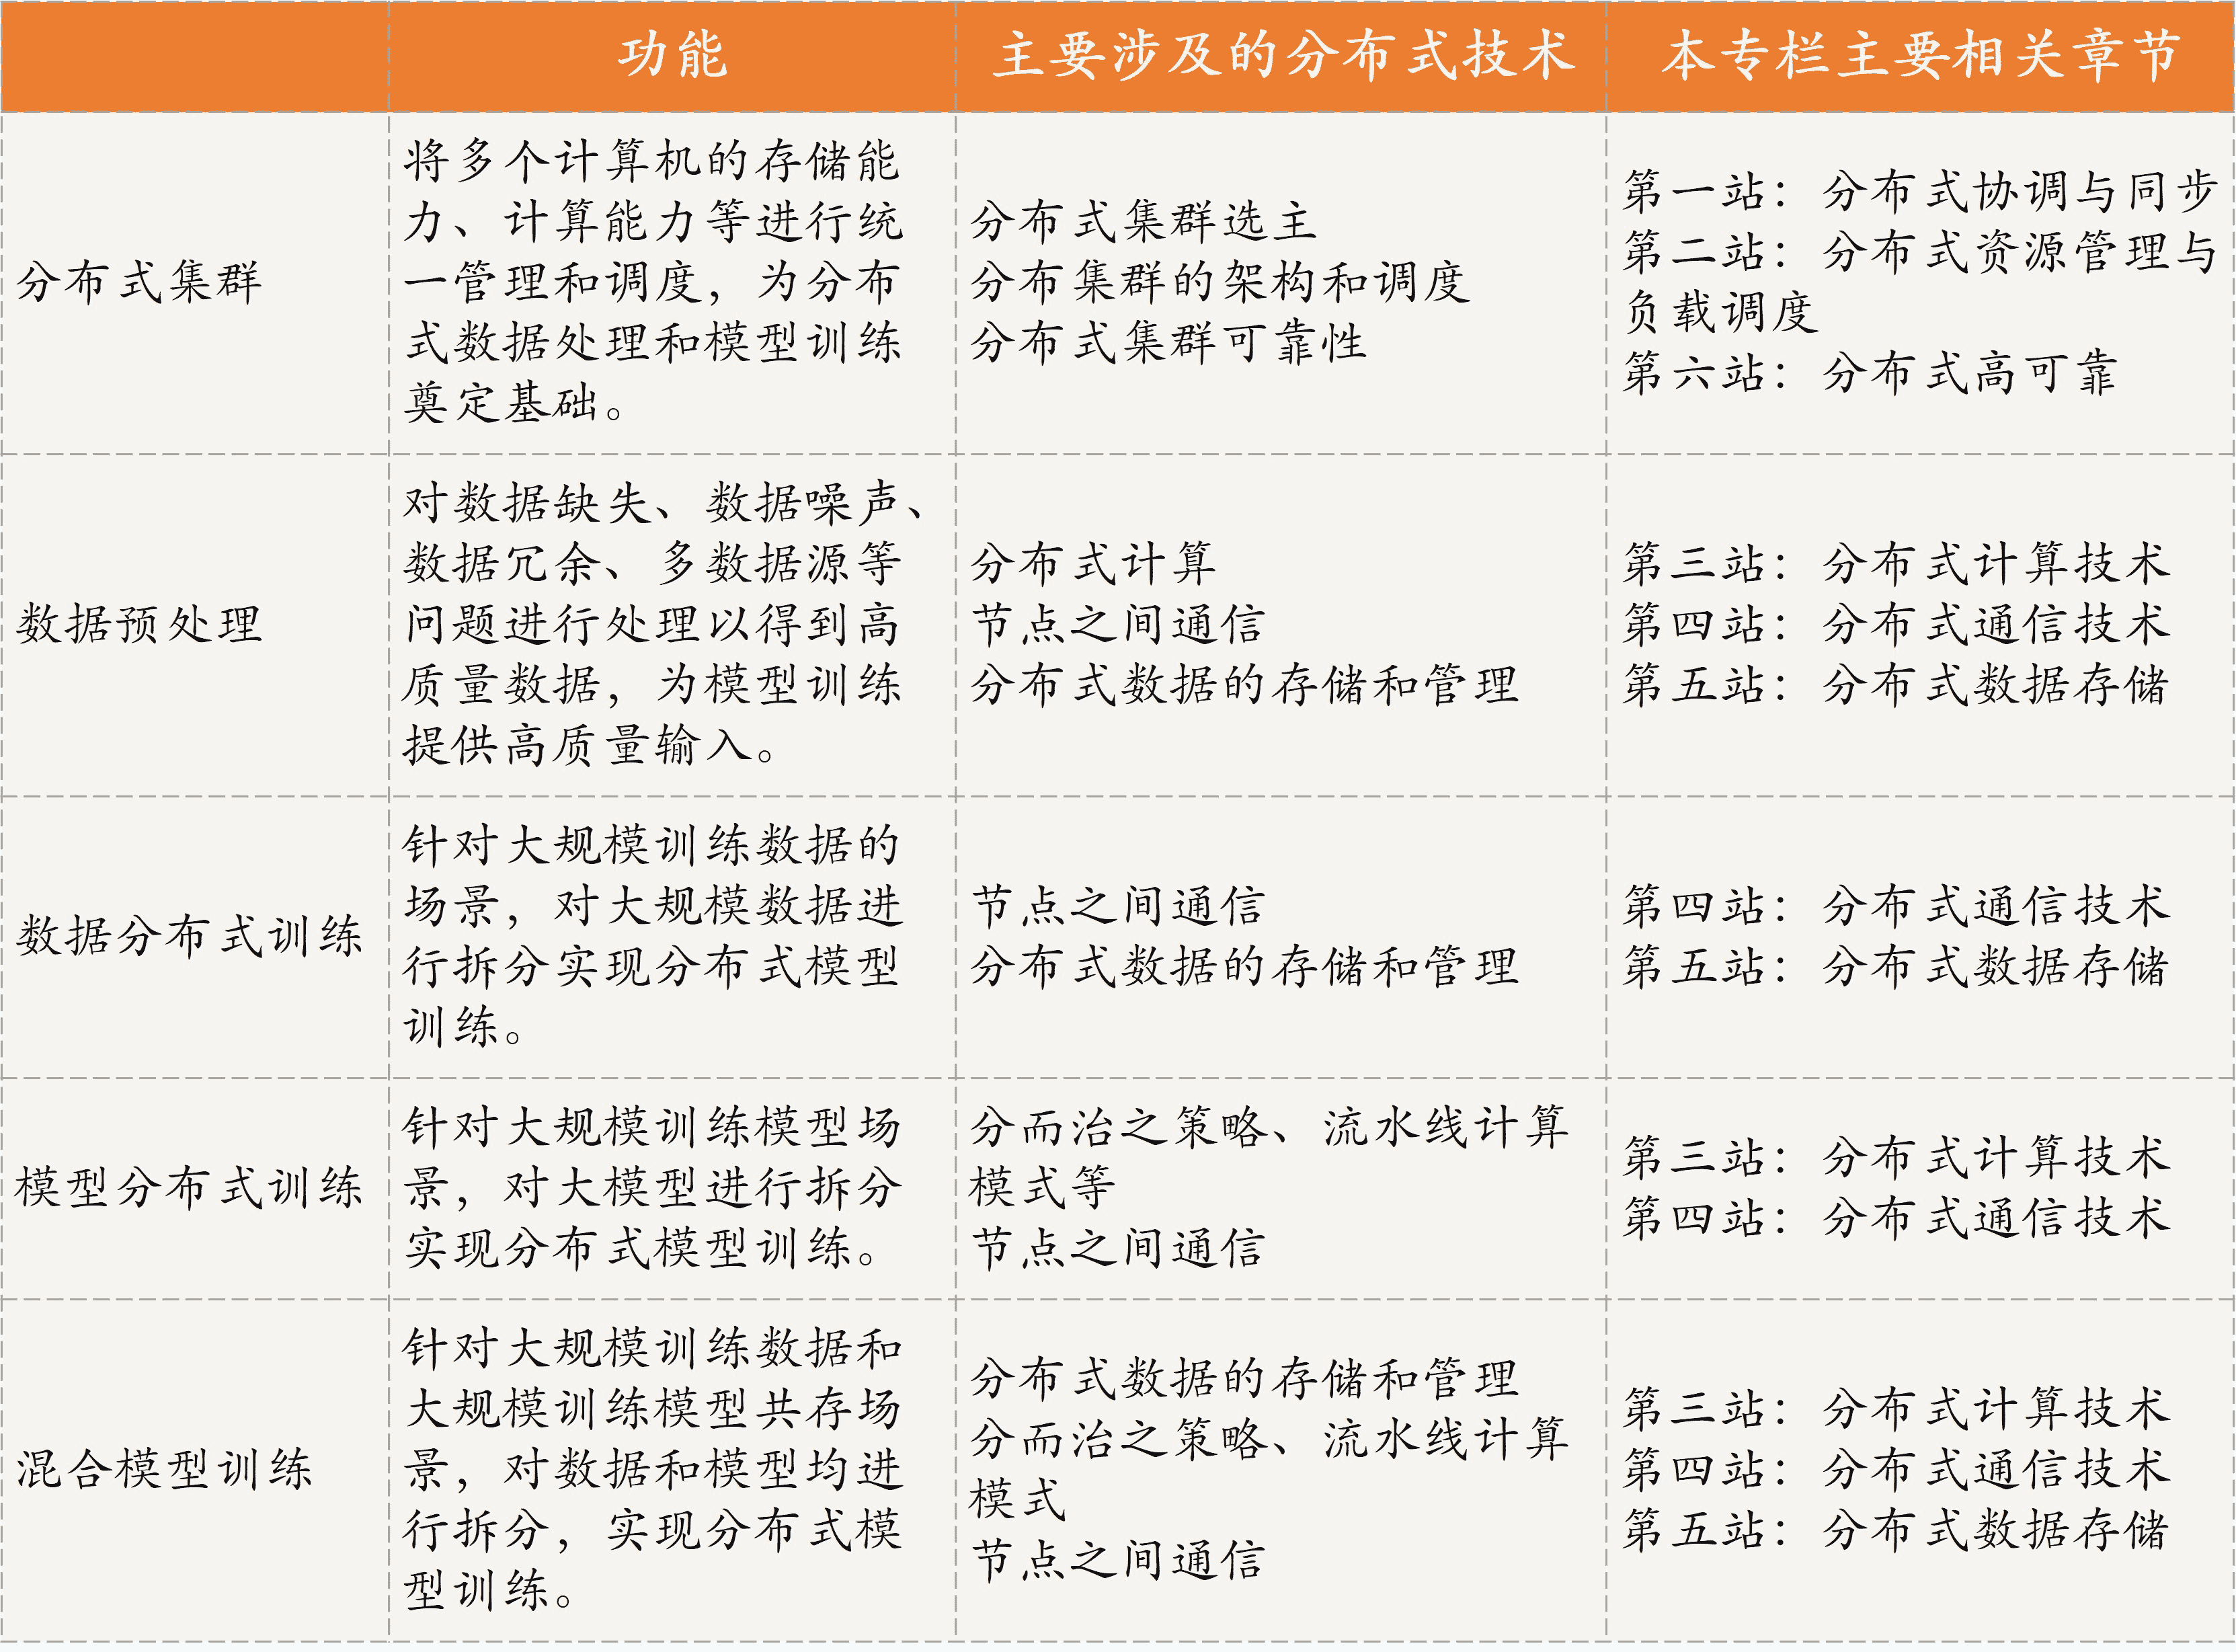 功能
主要涉及的分布式技术
本专栏主要相关章节
分布式集群
将多个计算机的存储能
力、计算能力等进行统
一管理和调度，为分布
式数据处理和模型训练
奠定基础。
分布式集群选主
分布集群的架构和调度
分布式集群可靠性
第一站：分布式协调与同步
第二站：分布式资源管理与
负载调度
第六站：分布式高可靠
数据预处理
对数据缺失、数据噪声、
数据冗余、多数据源等
问题进行处理以得到高
质量数据，为模型训练
提供高质量输入。
分布式计算
节点之间通信
分布式数据的存储和管理
第三站：分布式计算技术
第四站：分布式通信技术
第五站：分布式数据存储
数据分布式训练
针对大规模训练数据的
场景，对大规模数据进
行拆分实现分布式模型
训练。
节点之间通信
分布式数据的存储和管理
第四站：分布式通信技术
第五站：分布式数据存储
模型分布式训练
针对大规模训练模型场
景，对大模型进行拆分
实现分布式模型训练。
分而治之策略、流水线计算
模式等
节点之间通信
第三站：分布式计算技术
第四站：分布式通信技术
混合模型训练
针对大规模训练数据和
大规模训练模型共存场
景，对数据和模型均进
行拆分，实现分布式模
型训练。
分布式数据的存储和管理
分而治之策略、流水线计算
模式
节点之间通信
第三站：分布式计算技术
第四站：分布式通信技术
第五站：分布式数据存储